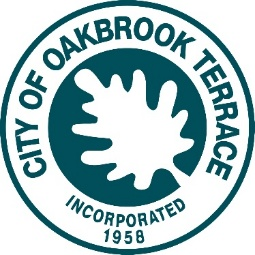 CITY OF OAKBROOK TERRACE
INCORPORATED
1958